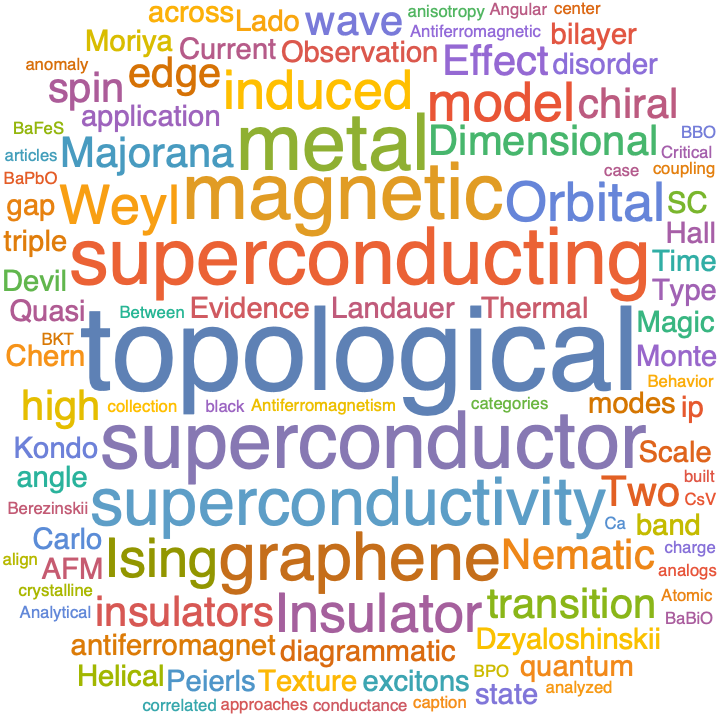 across Lado wave anisotropy Angular center
Moriya Current Observation Antiferromagnetic bilayer
anomaly edge Effect disorder
spin induced model chiral
BaFeS application metal Dimensional BBO
articles Majorana Critical
BaPbO magnetic case coupling
gap Weyl Orbital sc
triple superconducting Hall
Devil Time
Type
Quasi Between Evidence Landauer Thermal Magic
BKT topological
Chern Monte
Behavior
high collection black Antiferromagnetism categories modes ip
Kondo superconductor Scale
angle built
Berezinskii superconductivity Two CsV
Carlo Ca band
align AFM Ising graphene Nematic charge
analogs
crystalline Atomic
Analytical insulators Insulator transition BaBiO
antiferromagnet diagrammatic Dzyaloshinskii
Helical Peierls Texture excitons BPO quantum
state analyzed
correlated approaches conductance caption